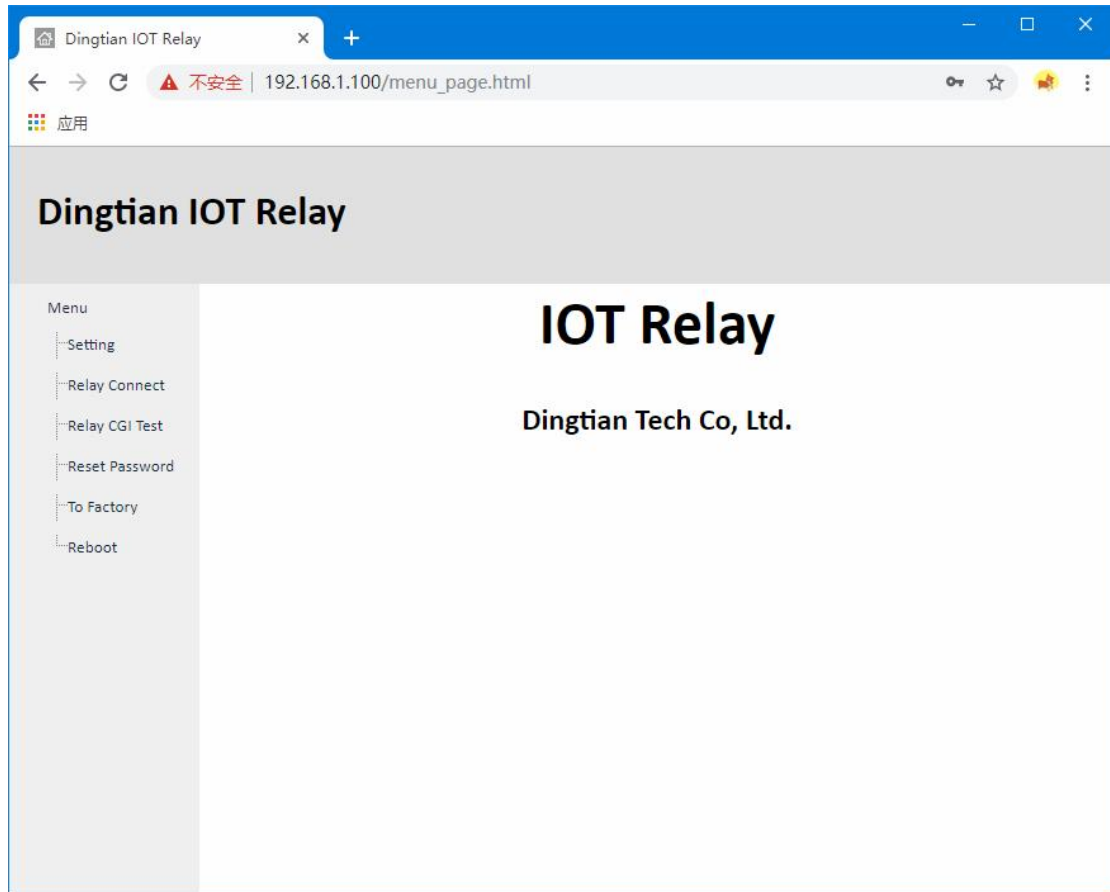 Dingtian IOT Relay
不安全 | 192.168.1.100/menu_page.html
应用
Dingtian IOT Relay
Menu
Setting
Relay Connect
Relay CGI Test
Reset Password
To Factory
Reboot
IOT Relay
Dingtian Tech Co, Ltd.